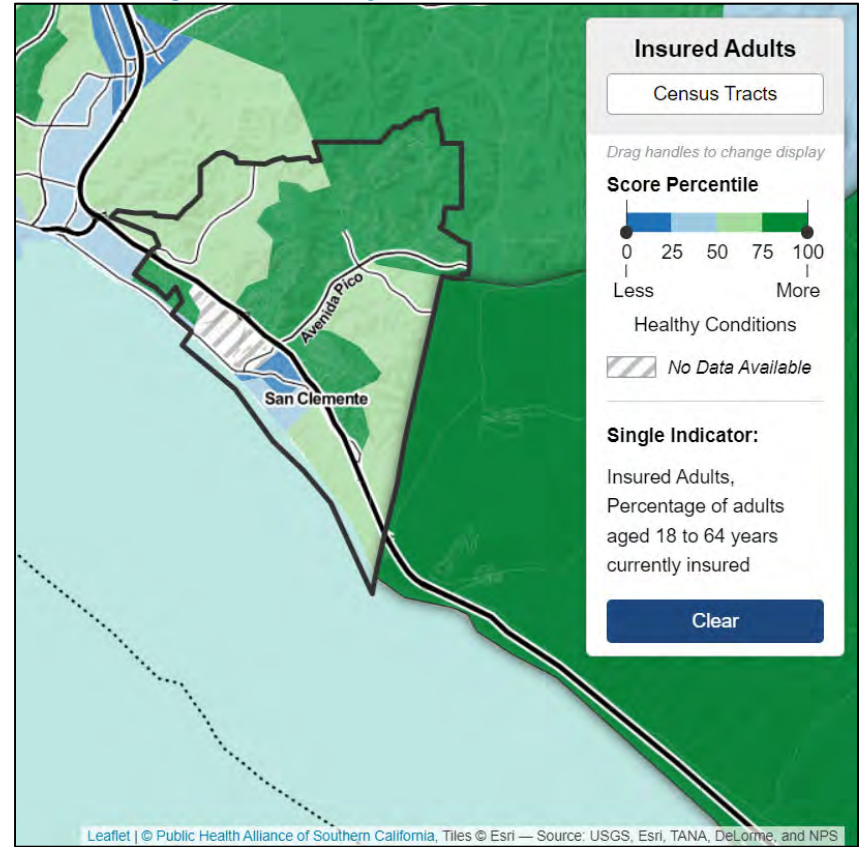 Insured Adults
Census Tracts
Drag handles to change display
Score Percentile
0 25 50 75 100
Less More
Healthy Conditions
No Data Available
Single Indicator:
Insured Adults,
Percentage of adults
aged 18 to 64 years
currently insured
Clear
Avenida Pico
San Clemente
Leaflet | © Public Health Alliance of Southern California, Tiles © Esri — Source: USGS, Esri, TANA, DeLorme, and NPS